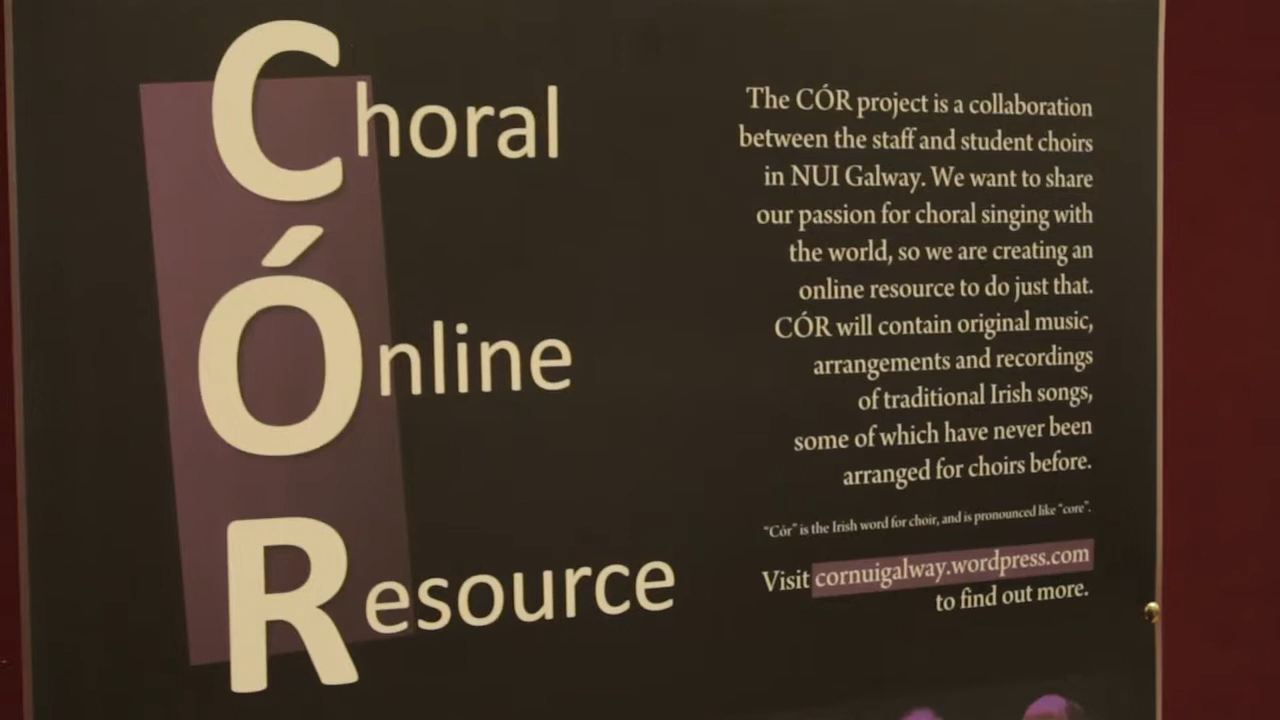 Choral
Ónline
Resource
The CÓR project is a collaboration
between the staff and student choirs
in NUI Galway. We want to share
our passion for choral singing with
the world, so we are creating an
online resource to do just that.
CÓR will contain original music,
arrangements and recordings
of traditional Irish songs,
some of which have never been
arranged for choirs before.
"Cór" is the Irish word for choir, and is pronounced like "core".
Visit cornuigalway.wordpress.com
to find out more.